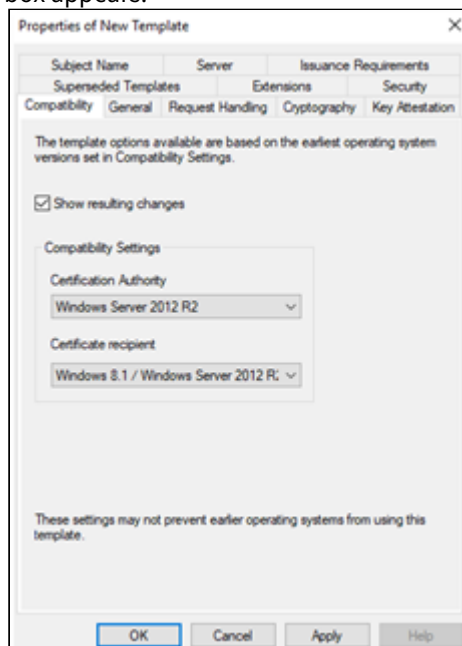 box appears.
Properties of New Template
Subject Name Server Issuance Requirements
Superseded Templates Extensions Security
Compatibility General Request Handling Cryptography Key Attestation
The template options available are based on the earliest operating system
versions set in Compatibility Settings.
Show resulting changes
Compatibility Settings
Certification Authority
Windows Server 2012 R2
Certificate recipient
Windows 8.1 / Windows Server 2012 R
These settings may not prevent earlier operating systems from using this
template.
OK Cancel Apply Help